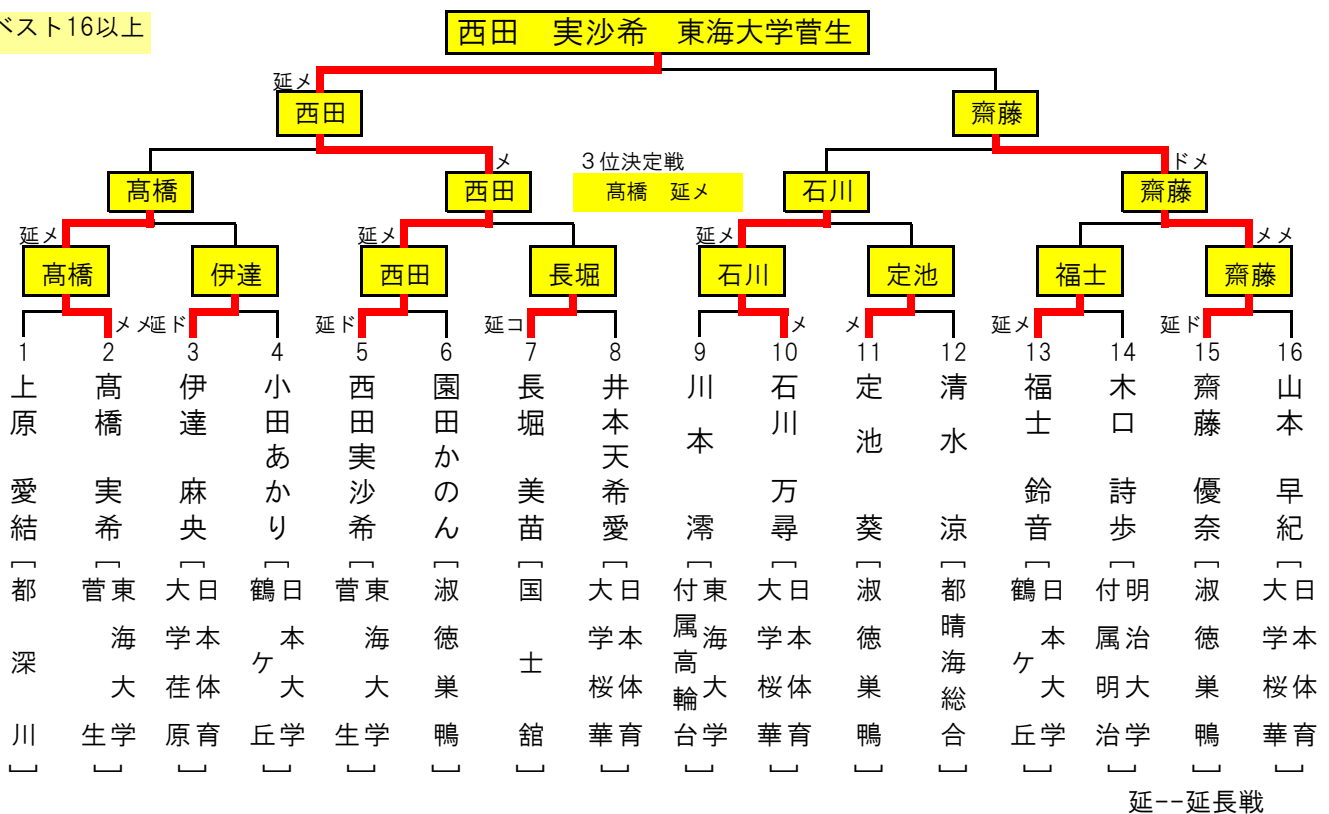 ベスト16以上
西田　実沙希　東海大学菅生
延メ
西田
齋藤
メ
３位決定戦
ドメ
髙橋
西田
髙橋　延メ
石川
齋藤
延メ
延メ
延メ
メメ
髙橋
伊達
西田
長堀
石川
定池
福士
齋藤
メメ
延ド
延ド
延コ
メ
メ
延メ
延ド
1 2 3 4 5 6 7 8 9 10 11 12 13 14 15 16
上原　愛結
髙橋　実希
伊達　麻央
小田あかり
西田実沙希
園田かのん
長堀　美苗
井本天希愛
川本　澪
石川　万尋
定池　葵
清水　涼
福士　鈴音
木口　詩歩
齋藤　優奈
山本　早紀
[都深川]
[東海大学菅生]
[日本体育大学荏原]
[日本大学鶴ケ丘]
[東海大学菅生]
[淑徳巣鴨]
[国士舘]
[日本体育大学桜華]
[東海大学付属高輪台]
[日本体育大学桜華]
[淑徳巣鴨]
[都晴海総合]
[日本大学鶴ケ丘]
[明治大学付属明治]
[淑徳巣鴨]
[日本体育大学桜華]
延--延長戦